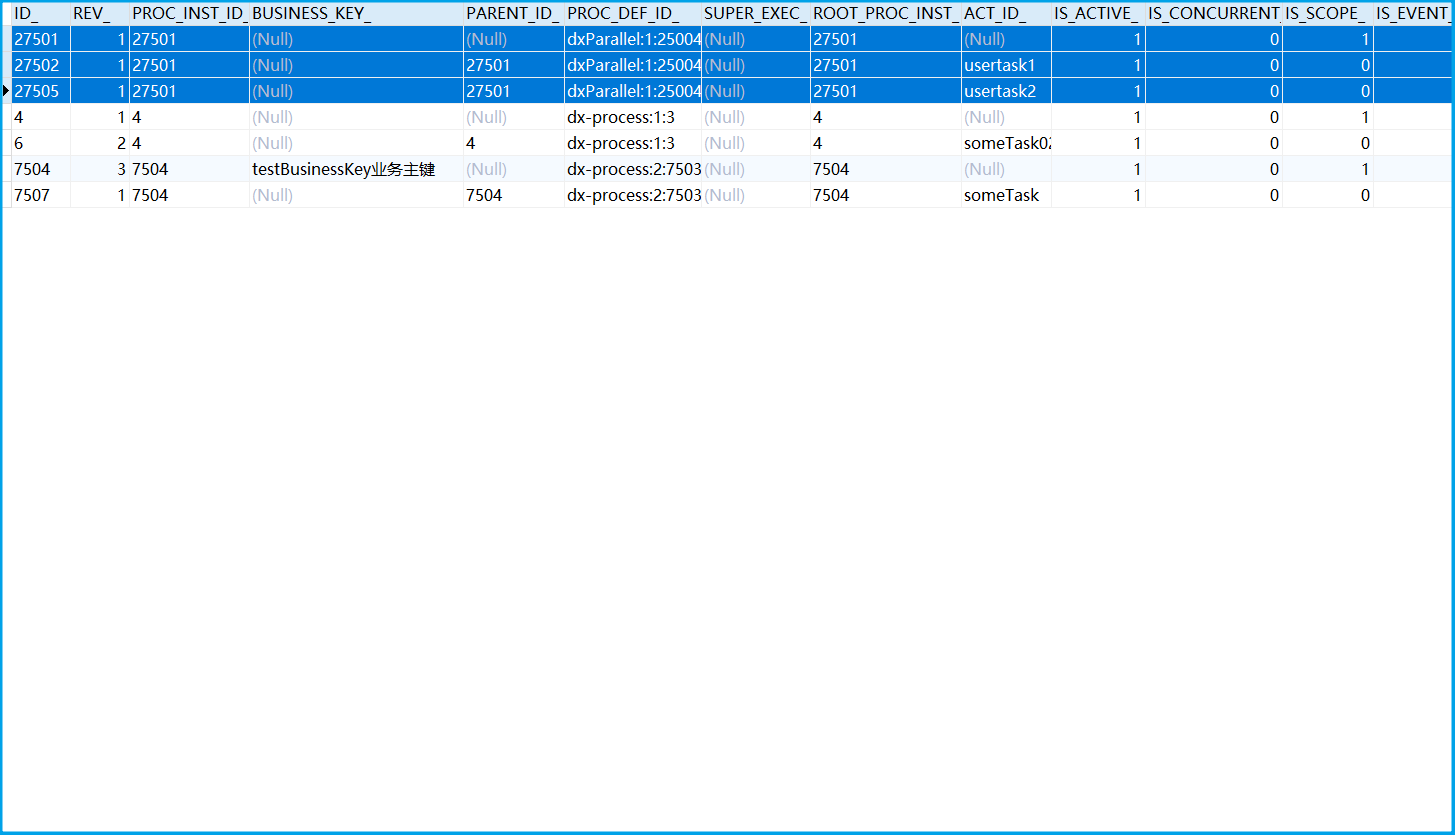 ID_ REV_ PROC_INST_ID_ BUSINESS_KEY_ PARENT_ID_ PROC_DEF_ID_ SUPER_EXEC_ ROOT_PROC_INST_ ACT_ID_ IS_ACTIVE_ IS_CONCURRENT_ IS_SCOPE_ IS_EVENT_
27501 1 27501 (Null) (Null) dxParallel:1:25004 (Null) 27501 (Null) 1 0 1
27502 1 27501 (Null) 27501 dxParallel:1:25004 (Null) 27501 usertask1 1 0 0
27505 1 27501 (Null) 27501 dxParallel:1:25004 (Null) 27501 usertask2 1 0 0
4 1 4 (Null) (Null) dx-process:1:3 (Null) 4 (Null) 1 0 1
6 2 4 (Null) 4 dx-process:1:3 (Null) 4 someTask02 1 0 0
7504 3 7504 testBusinessKey业务主键 (Null) dx-process:2:7503 (Null) 7504 (Null) 1 0 1
7507 1 7504 (Null) 7504 dx-process:2:7503 (Null) 7504 someTask 1 0 0